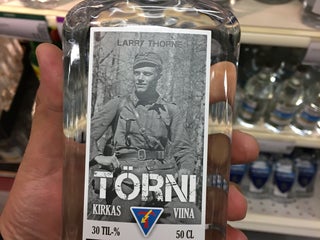 LARRY THORNE
TÖRNI
KIRKAS VIINA
30 TIL-% 50 CL